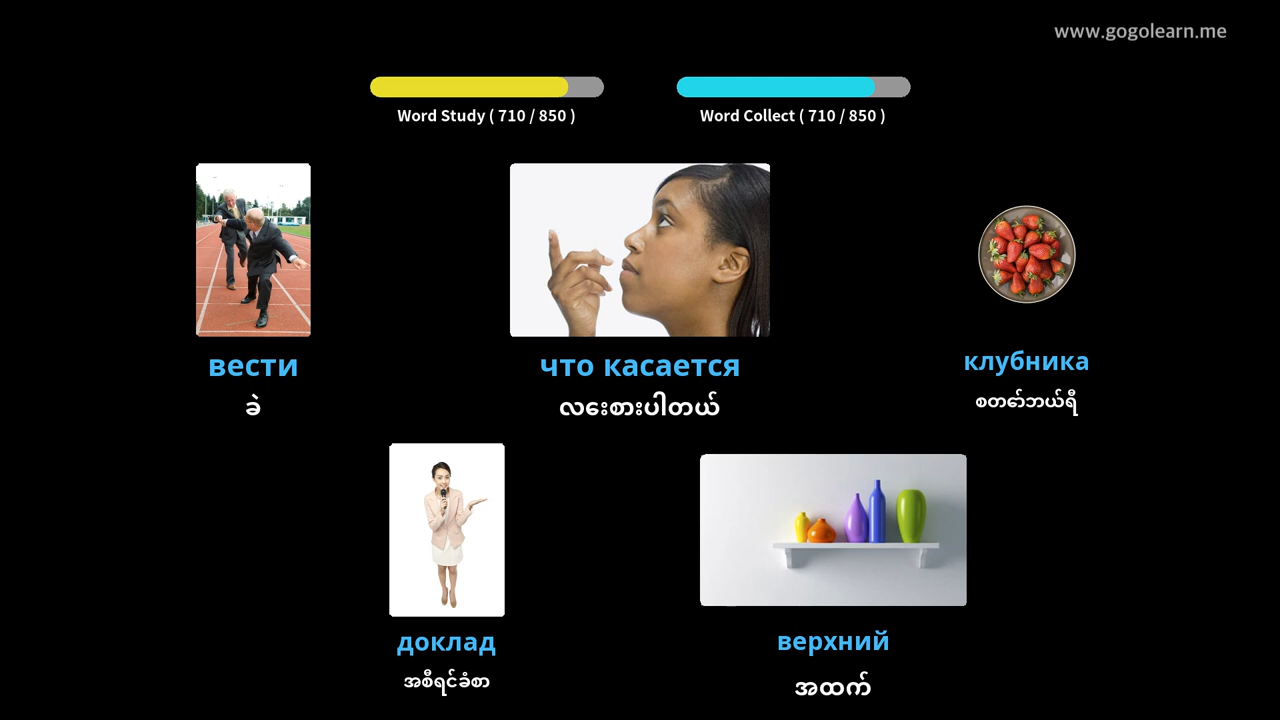 www.gogolearn.me
Word Study ( 710 / 850 )
Word Collect ( 710 / 850 )
вести
ခဲ
что касается
လေးစားပါတယ်
клубника
စတော်ဘယ်ရီ
доклад
အစီရင်ခံစာ
верхний
အထက်